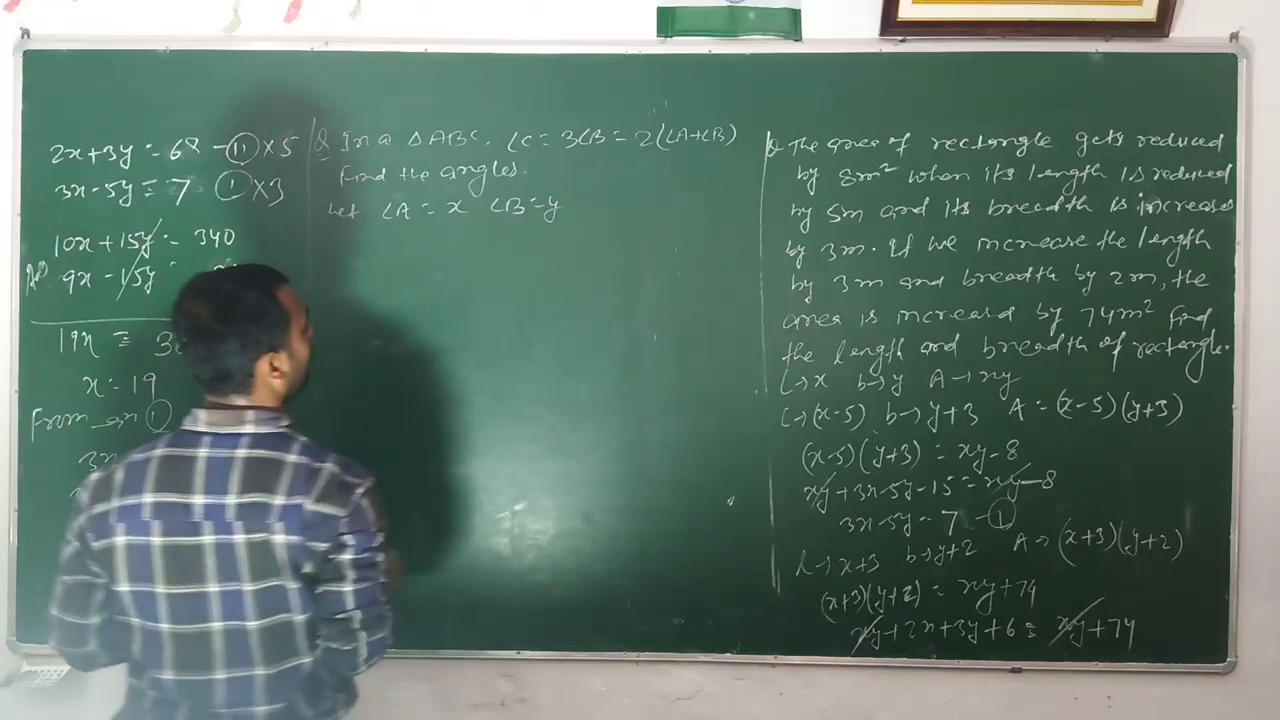 2x+3y=68 -(11)×5
3x-5y=7 (1)×3
10x+15y= 340
9x-15y=
19x = 
x=19
From eqn (1)
Q In a △ABC, ∠C=3∠B=2(∠A+∠B)
Find the angles.
Let ∠A=x ∠B=y
Q The area of rectangle gets reduced
by 8m² when its length is reduced
by 5m and its breadth is increased
by 3m. If we increase the length
by 3m and breadth by 2m, the
area is increased by 74m² Find
the length and breadth of rectangle.
l→x b→y A→xy
l→(x-5) b→y+3 A=(x-5)(y+3)
(x-5)(y+3)=xy-8
xy+3x-5y-15=xy-8
3x-5y=7 -(1)
l→x+3 b→y+2 A→(x+3)(y+2)
(x+3)(y+2)=xy+74
xy+2x+3y+6=xy+74